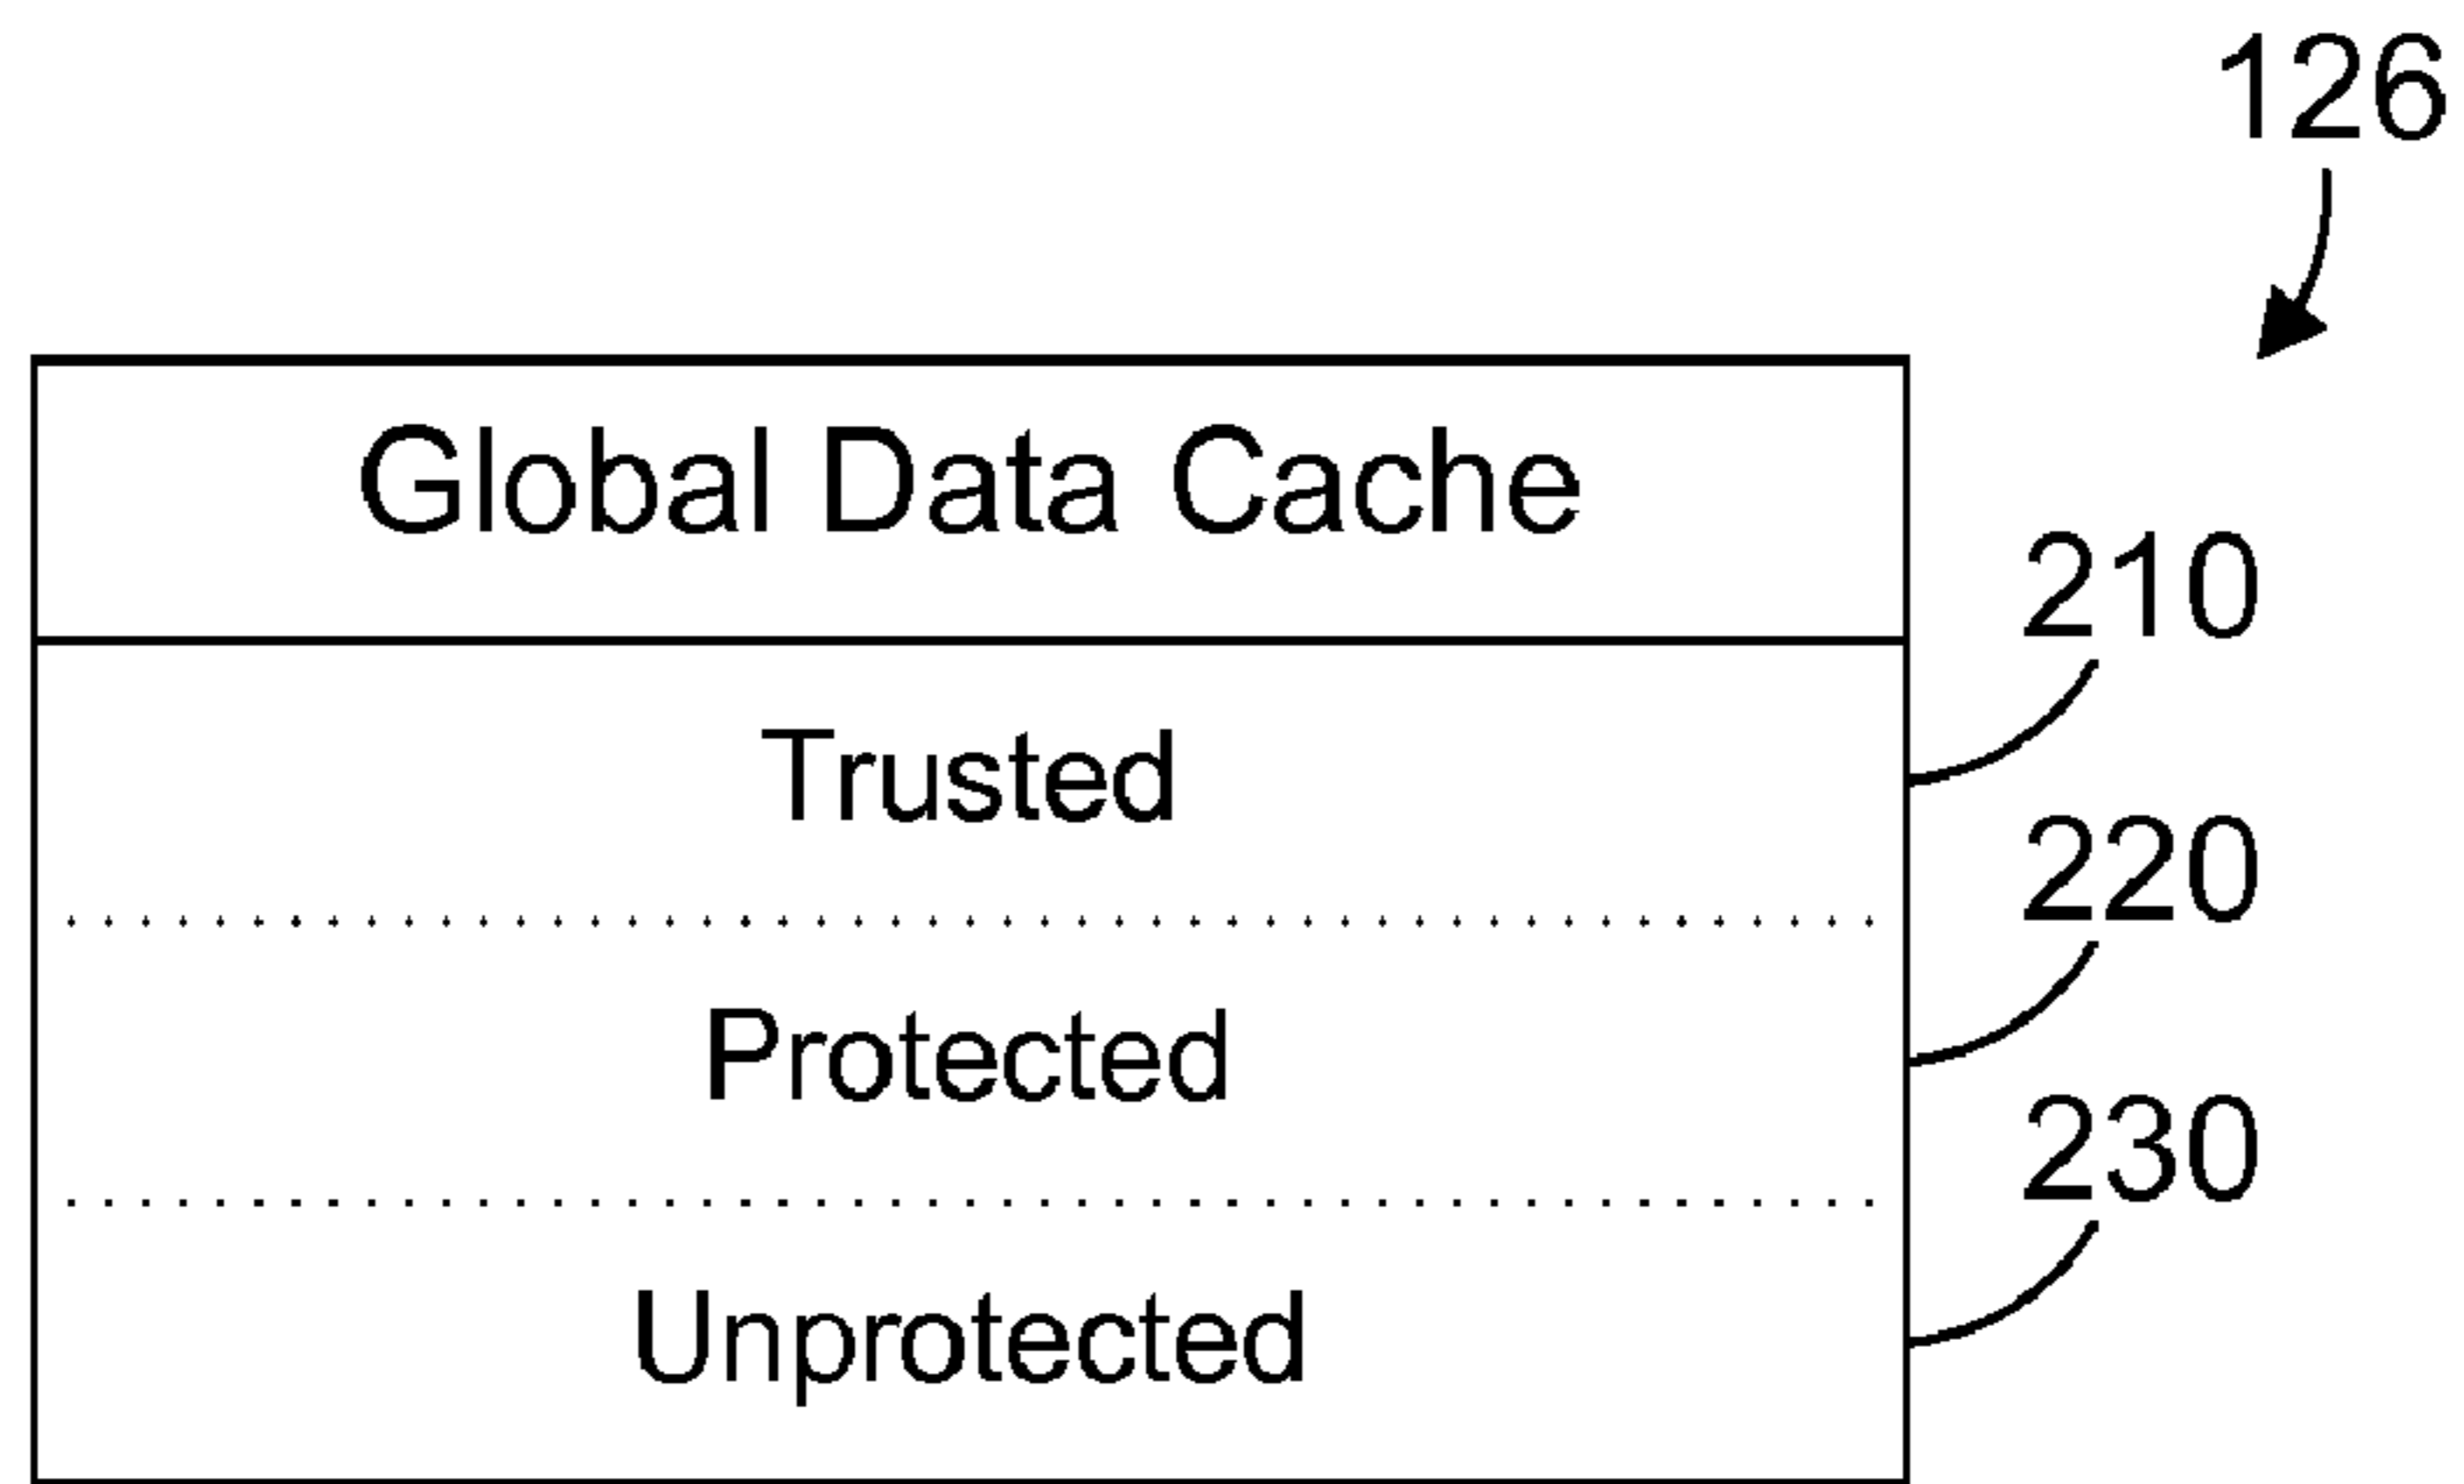 126
Global Data Cache
210
Trusted
220
Protected
230
Unprotected